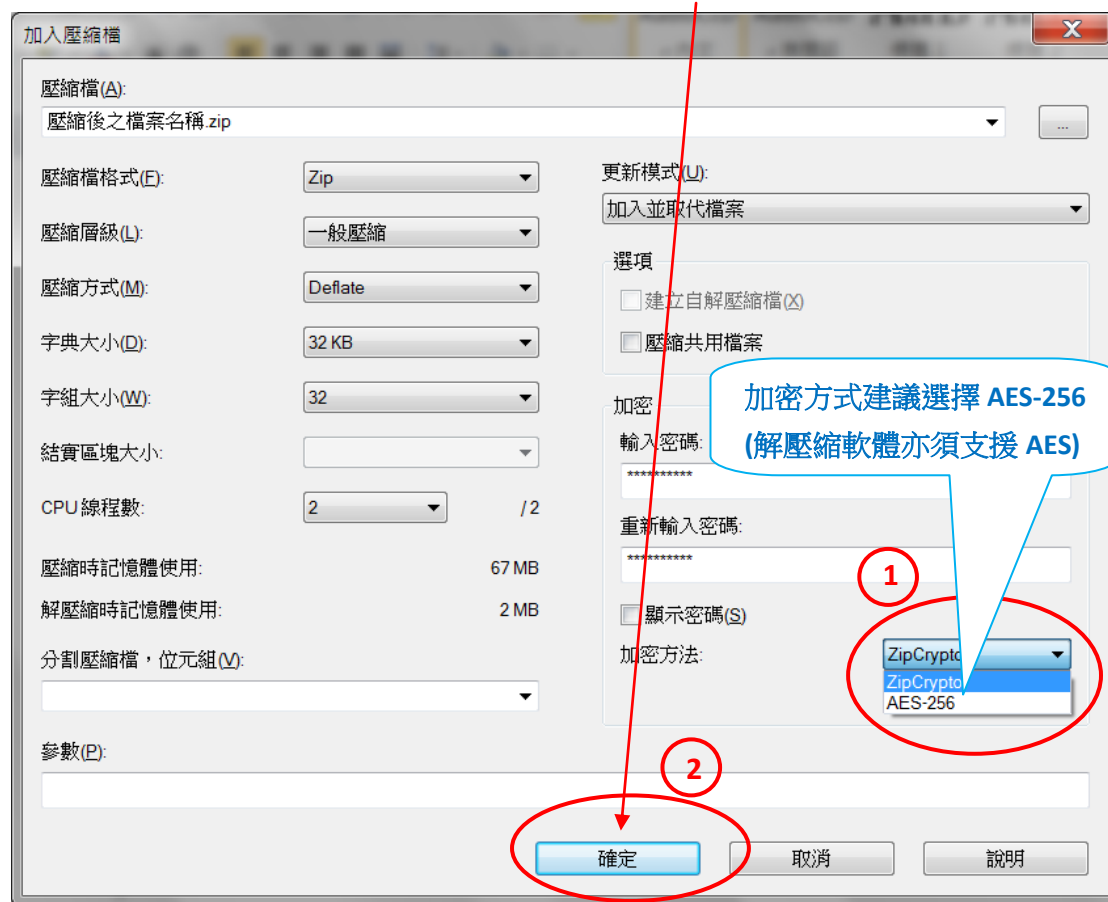 加入壓縮檔
壓縮檔(A):
壓縮後之檔案名稱.zip
...
壓縮檔格式(F):
Zip
壓縮層級(L):
一般壓縮
壓縮方式(M):
Deflate
字典大小(D):
32 KB
字組大小(W):
32
結實區塊大小:
CPU 線程數:
2
/ 2
壓縮時記憶體使用:
67 MB
解壓縮時記憶體使用:
2 MB
分割壓縮檔，位元組(V):
參數(P):
更新模式(U):
加入並取代檔案
選項
建立自解壓縮檔(X)
壓縮共用檔案
加密
加密方式建議選擇 AES-256
(解壓縮軟體亦須支援 AES)
輸入密碼:
**********
重新輸入密碼:
**********
1
顯示密碼(S)
加密方法:
ZipCrypto
ZipCrypto
AES-256
2
確定
取消
說明